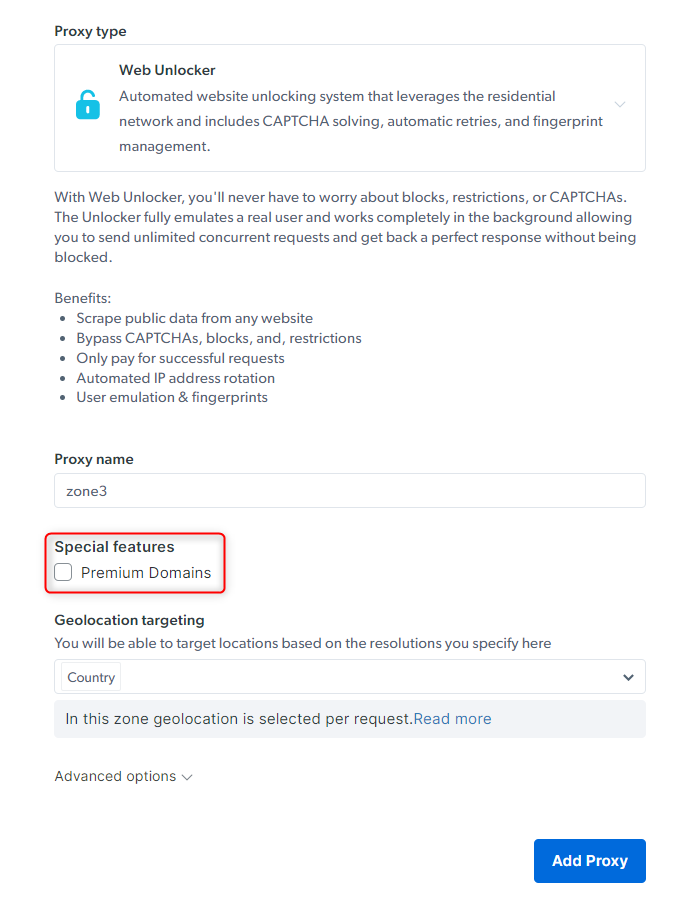 Proxy type
Web Unlocker
Automated website unlocking system that leverages the residential
network and includes CAPTCHA solving, automatic retries, and fingerprint
management.
With Web Unlocker, you'll never have to worry about blocks, restrictions, or CAPTCHAs.
The Unlocker fully emulates a real user and works completely in the background allowing
you to send unlimited concurrent requests and get back a perfect response without being
blocked.
Benefits:
• Scrape public data from any website
• Bypass CAPTCHAs, blocks, and, restrictions
• Only pay for successful requests
• Automated IP address rotation
• User emulation & fingerprints
Proxy name
zone3
Special features
Premium Domains
Geolocation targeting
You will be able to target locations based on the resolutions you specify here
Country
In this zone geolocation is selected per request.Read more
Advanced options
Add Proxy